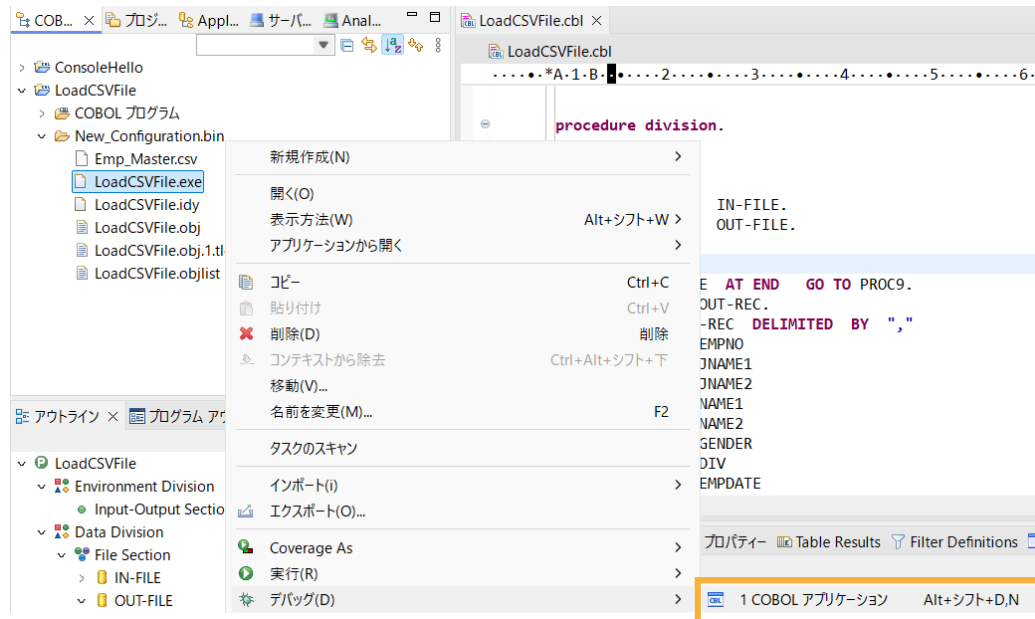 COB...
プロジ...
Appl...
サーバ...
Anal...
ConsoleHello
LoadCSVFile
COBOL プログラム
New_Configuration.bin
Emp_Master.csv
LoadCSVFile.exe
LoadCSVFile.idy
LoadCSVFile.obj
LoadCSVFile.obj.1.tl
LoadCSVFile.objlist
アウトライン
プログラム アウ
LoadCSVFile
Environment Division
Input-Output Sectio
Data Division
File Section
IN-FILE
OUT-FILE
新規作成(N)
開く(O)
表示方法(W) Alt+シフト+W
アプリケーションから開く
コピー Ctrl+C
貼り付け Ctrl+V
削除(D) 削除
コンテキストから除去 Ctrl+Alt+シフト+下
移動(V)...
名前を変更(M)... F2
タスクのスキャン
インポート(i)
エクスポート(O)...
Coverage As
実行(R)
デバッグ(D)
LoadCSVFile.cbl
LoadCSVFile.cbl
*A·1·B··●····2····●····3····●····4····●····5····●····6·
procedure division.
IN-FILE.
OUT-FILE.
E AT END GO TO PROC9.
OUT-REC.
-REC DELIMITED BY ","
EMPNO
JNAME1
JNAME2
NAME1
NAME2
GENDER
DIV
EMPDATE
プロパティー
Table Results
Filter Definitions
1 COBOL アプリケーション Alt+シフト+D,N